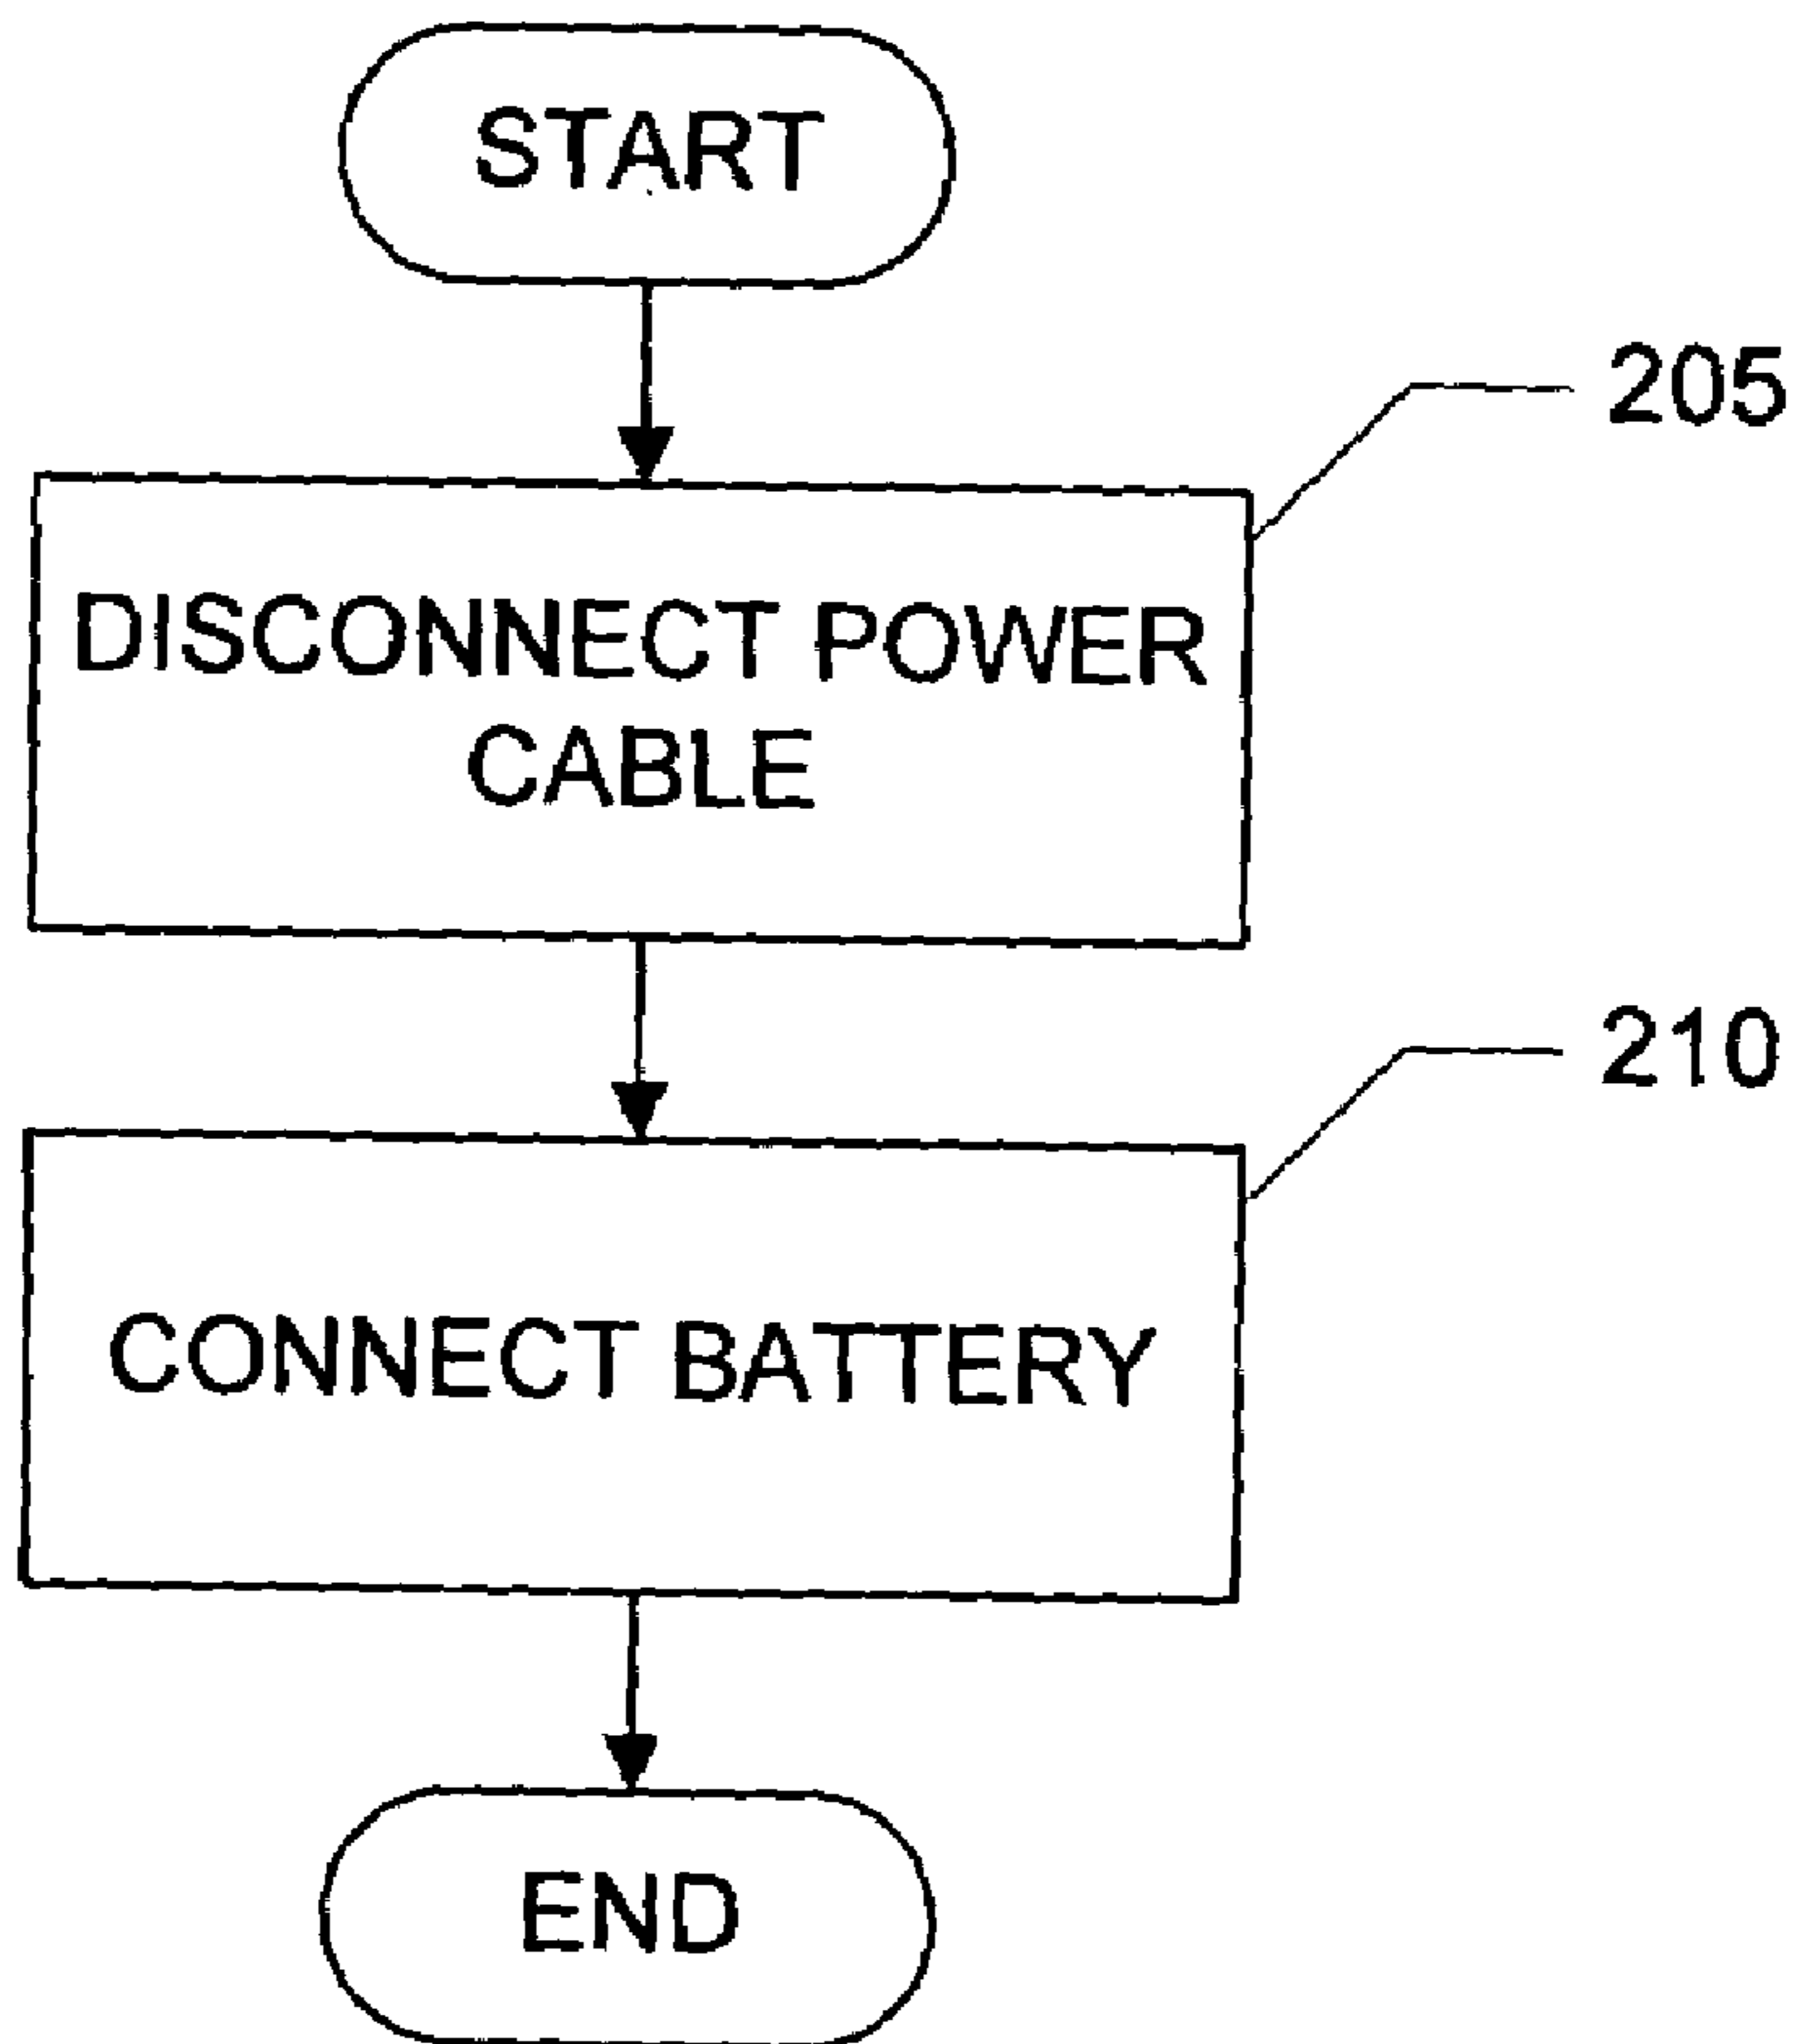 START
205
DISCONNECT POWER
CABLE
210
CONNECT BATTERY
END